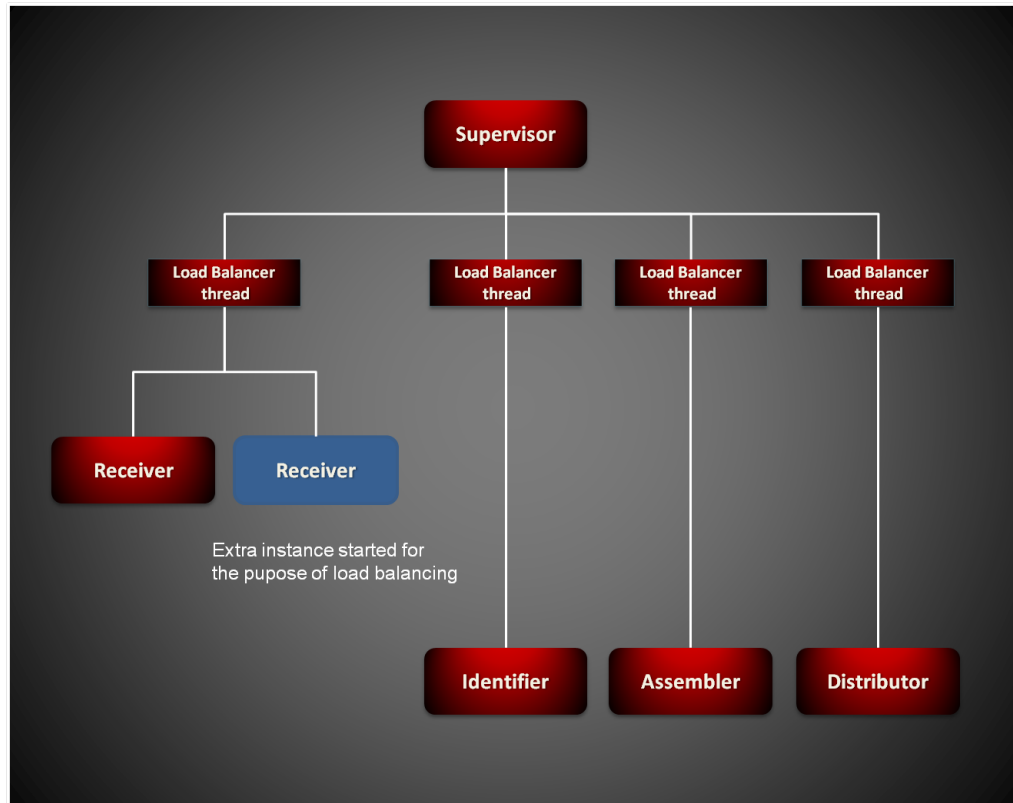 Supervisor
Load Balancer
thread
Load Balancer
thread
Load Balancer
thread
Load Balancer
thread
Receiver
Receiver
Extra instance started for
the pupose of load balancing
Identifier
Assembler
Distributor